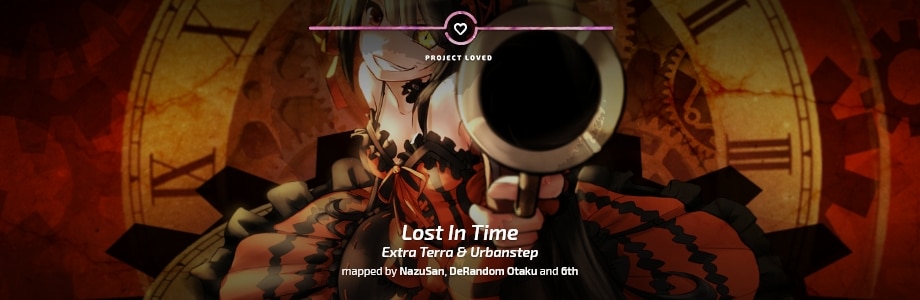 PROJECT LOVED
Lost In Time
Extra Terra & Urbanstep
mapped by NazuSan, DeRandom Otaku and 6th